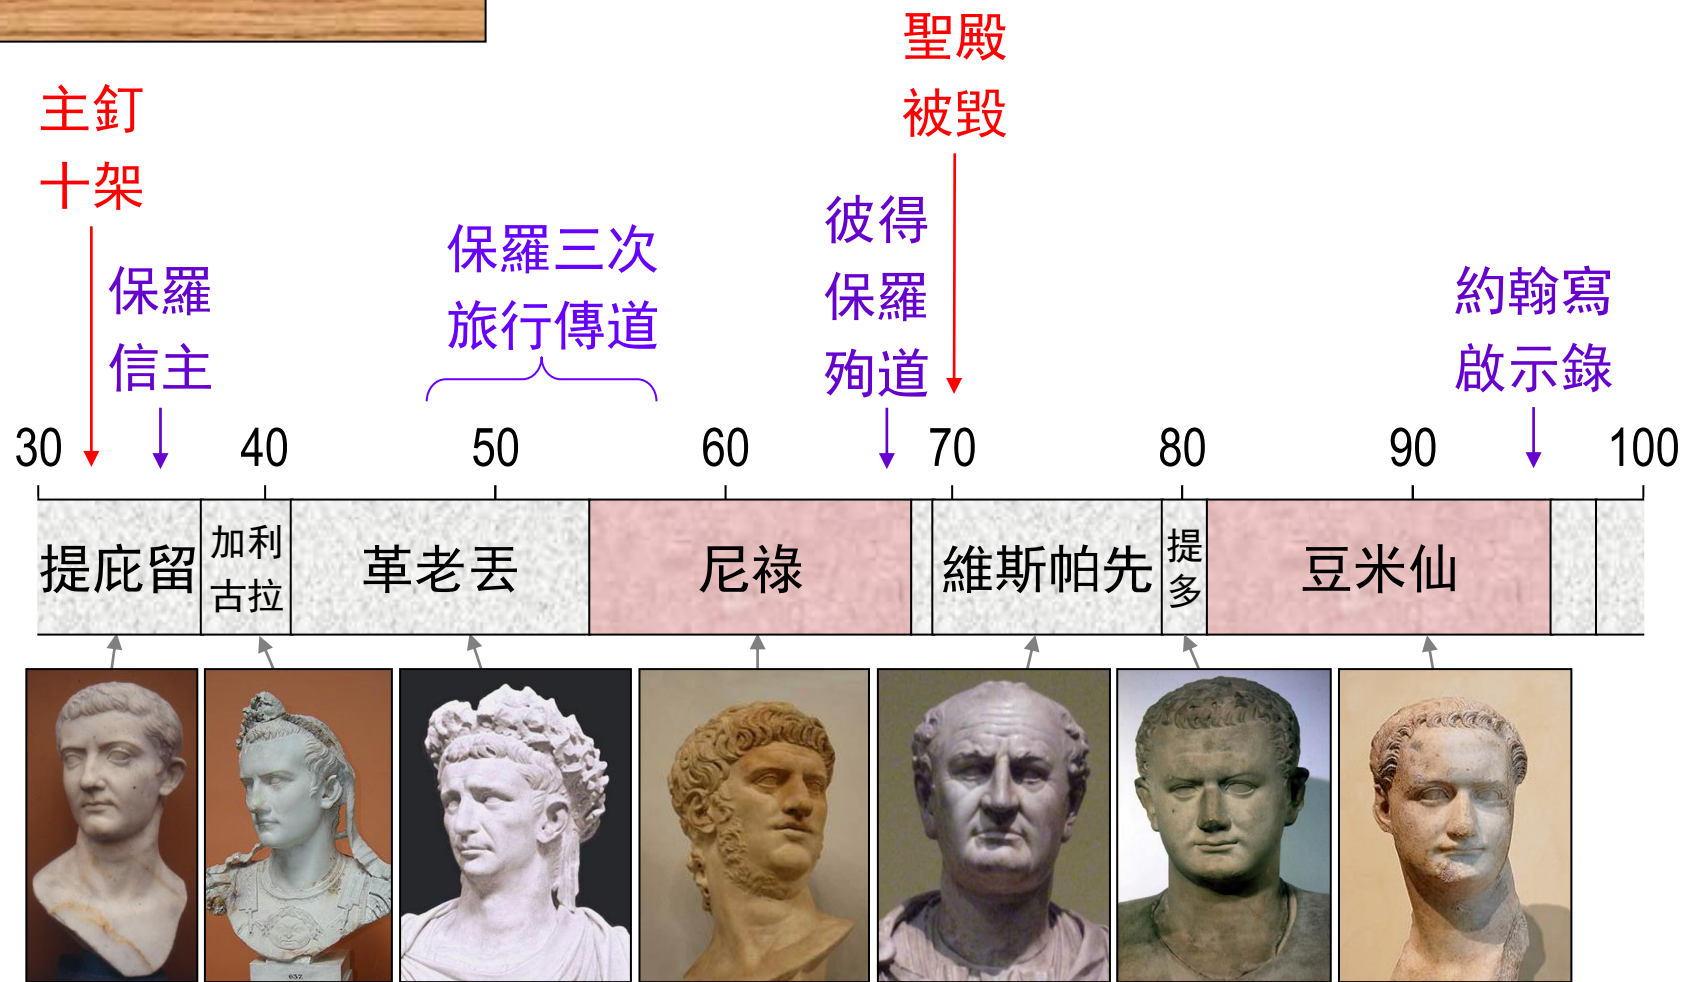 聖殿
被毀
主釘
十架
彼得
保羅
殉道
保羅三次
旅行傳道
保羅
信主
約翰寫
啟示錄
30 40 50 60 70 80 90 100
提庇留
加利
古拉
革老丟
尼祿
維斯帕先
提
多
豆米仙
632